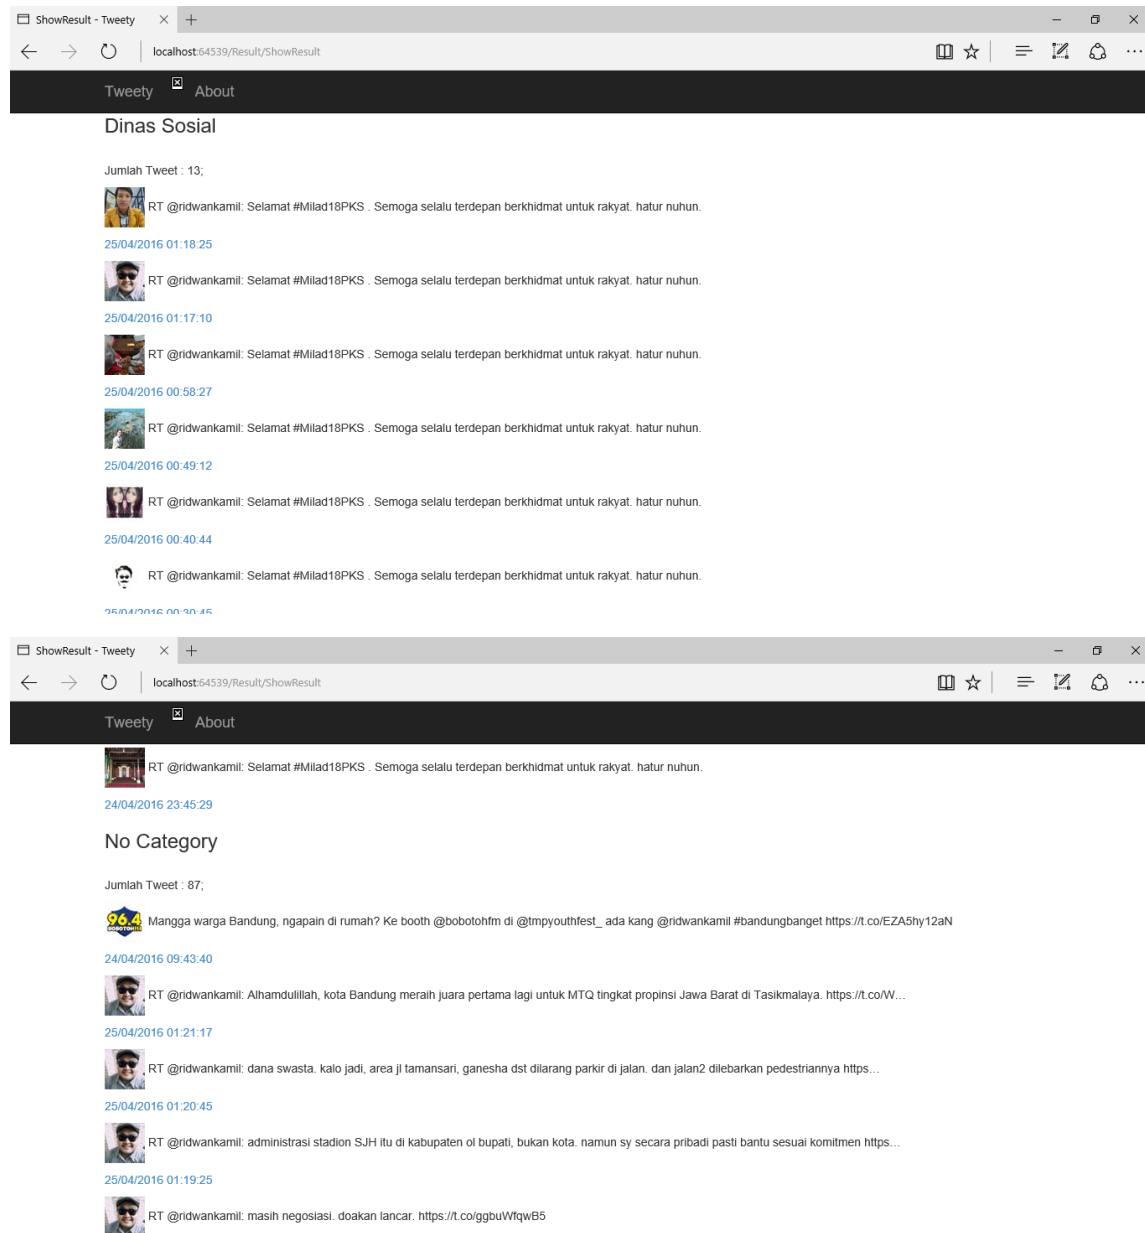 ShowResult - Tweety
localhost:64539/Result/ShowResult
Tweety About
Dinas Sosial
Jumlah Tweet : 13;
RT @ridwankamil: Selamat #Milad18PKS . Semoga selalu terdepan berkhidmat untuk rakyat. hatur nuhun.
25/04/2016 01:18:25
RT @ridwankamil: Selamat #Milad18PKS . Semoga selalu terdepan berkhidmat untuk rakyat. hatur nuhun.
25/04/2016 01:17:10
RT @ridwankamil: Selamat #Milad18PKS . Semoga selalu terdepan berkhidmat untuk rakyat. hatur nuhun.
25/04/2016 00:58:27
RT @ridwankamil: Selamat #Milad18PKS . Semoga selalu terdepan berkhidmat untuk rakyat. hatur nuhun.
25/04/2016 00:49:12
RT @ridwankamil: Selamat #Milad18PKS . Semoga selalu terdepan berkhidmat untuk rakyat. hatur nuhun.
25/04/2016 00:40:44
RT @ridwankamil: Selamat #Milad18PKS . Semoga selalu terdepan berkhidmat untuk rakyat. hatur nuhun.
25/04/2016 00:30:45
ShowResult - Tweety
localhost:64539/Result/ShowResult
Tweety About
RT @ridwankamil: Selamat #Milad18PKS . Semoga selalu terdepan berkhidmat untuk rakyat. hatur nuhun.
24/04/2016 23:45:29
No Category
Jumlah Tweet : 87;
96.4 Mangga warga Bandung, ngapain di rumah? Ke booth @bobotohfm di @tmpyouthfest_ ada kang @ridwankamil #bandungbanget https://t.co/EZA5hy12aN
24/04/2016 09:43:40
RT @ridwankamil: Alhamdulillah, kota Bandung meraih juara pertama lagi untuk MTQ tingkat propinsi Jawa Barat di Tasikmalaya. https://t.co/W…
25/04/2016 01:21:17
RT @ridwankamil: dana swasta. kalo jadi, area jl tamansari, ganesha dst dilarang parkir di jalan. dan jalan2 dilebarkan pedestriannya https…
25/04/2016 01:20:45
RT @ridwankamil: administrasi stadion SJH itu di kabupaten ol bupati, bukan kota. namun sy secara pribadi pasti bantu sesuai komitmen https…
25/04/2016 01:19:25
RT @ridwankamil: masih negosiasi. doakan lancar. https://t.co/ggbuWfqwB5